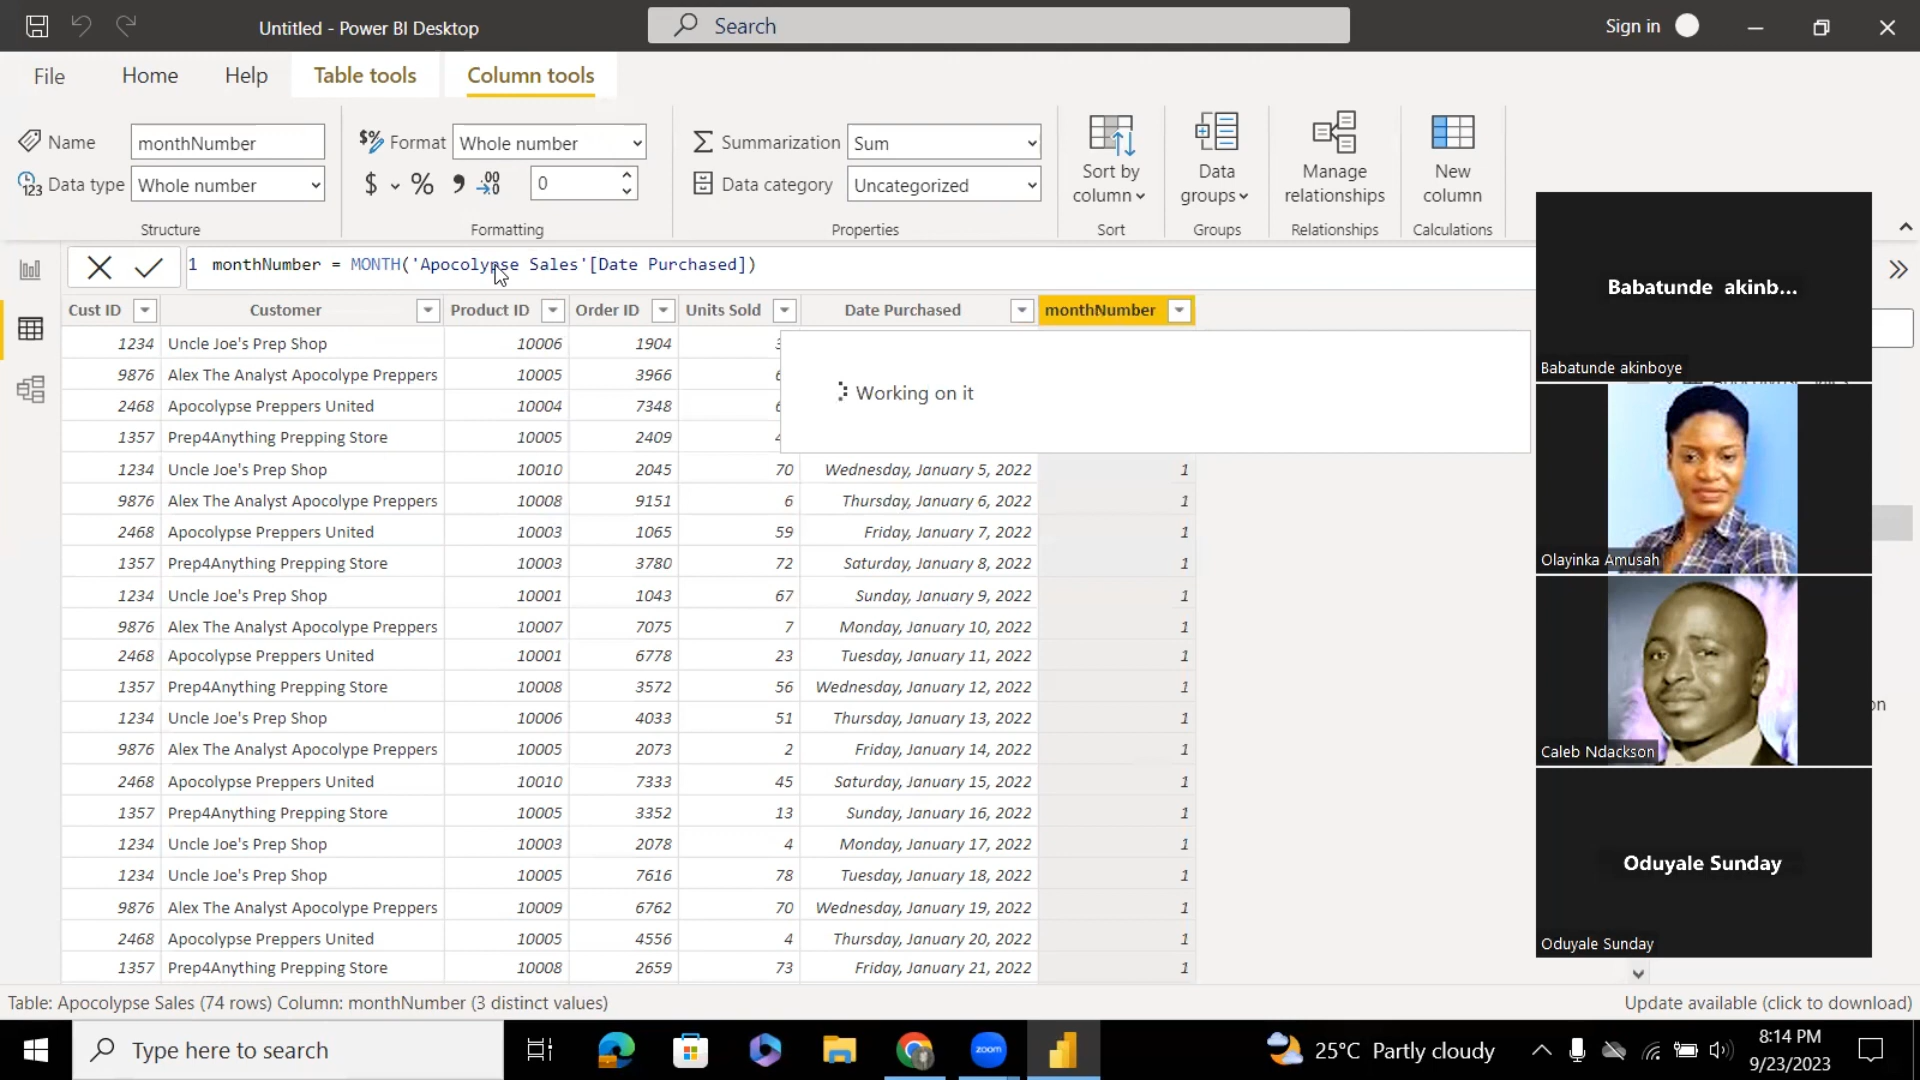 Untitled - Power BI Desktop
Search
Sign in
File Home Help Table tools Column tools
Name monthNumber
Data type Whole number
Structure
Format Whole number
$ % 0
Formatting
Summarization Sum
Data category Uncategorized
Properties
Sort by column
Sort
Data groups
Groups
Manage relationships
Relationships
New column
Calculations
1 monthNumber = MONTH('Apocolypse Sales'[Date Purchased])
Cust ID Customer Product ID Order ID Units Sold Date Purchased monthNumber
1234 Uncle Joe's Prep Shop 10006 1904
9876 Alex The Analyst Apocolype Preppers 10005 3966
2468 Apocolypse Preppers United 10004 7348
1357 Prep4Anything Prepping Store 10005 2409
Working on it
1234 Uncle Joe's Prep Shop 10010 2045 70 Wednesday, January 5, 2022 1
9876 Alex The Analyst Apocolype Preppers 10008 9151 6 Thursday, January 6, 2022 1
2468 Apocolypse Preppers United 10003 1065 59 Friday, January 7, 2022 1
1357 Prep4Anything Prepping Store 10003 3780 72 Saturday, January 8, 2022 1
1234 Uncle Joe's Prep Shop 10001 1043 67 Sunday, January 9, 2022 1
9876 Alex The Analyst Apocolype Preppers 10007 7075 7 Monday, January 10, 2022 1
2468 Apocolypse Preppers United 10001 6778 23 Tuesday, January 11, 2022 1
1357 Prep4Anything Prepping Store 10008 3572 56 Wednesday, January 12, 2022 1
1234 Uncle Joe's Prep Shop 10006 4033 51 Thursday, January 13, 2022 1
9876 Alex The Analyst Apocolype Preppers 10005 2073 2 Friday, January 14, 2022 1
2468 Apocolypse Preppers United 10010 7333 45 Saturday, January 15, 2022 1
1357 Prep4Anything Prepping Store 10005 3352 13 Sunday, January 16, 2022 1
1234 Uncle Joe's Prep Shop 10003 2078 4 Monday, January 17, 2022 1
1234 Uncle Joe's Prep Shop 10005 7616 78 Tuesday, January 18, 2022 1
9876 Alex The Analyst Apocolype Preppers 10009 6762 70 Wednesday, January 19, 2022 1
2468 Apocolypse Preppers United 10005 4556 4 Thursday, January 20, 2022 1
1357 Prep4Anything Prepping Store 10008 2659 73 Friday, January 21, 2022 1
Babatunde akinb...
Babatunde akinboye
Olayinka Amusah
Caleb Ndackson
Oduyale Sunday
Oduyale Sunday
Table: Apocolypse Sales (74 rows) Column: monthNumber (3 distinct values)
Update available (click to download)
Type here to search
zoom
25°C Partly cloudy
8:14 PM
9/23/2023